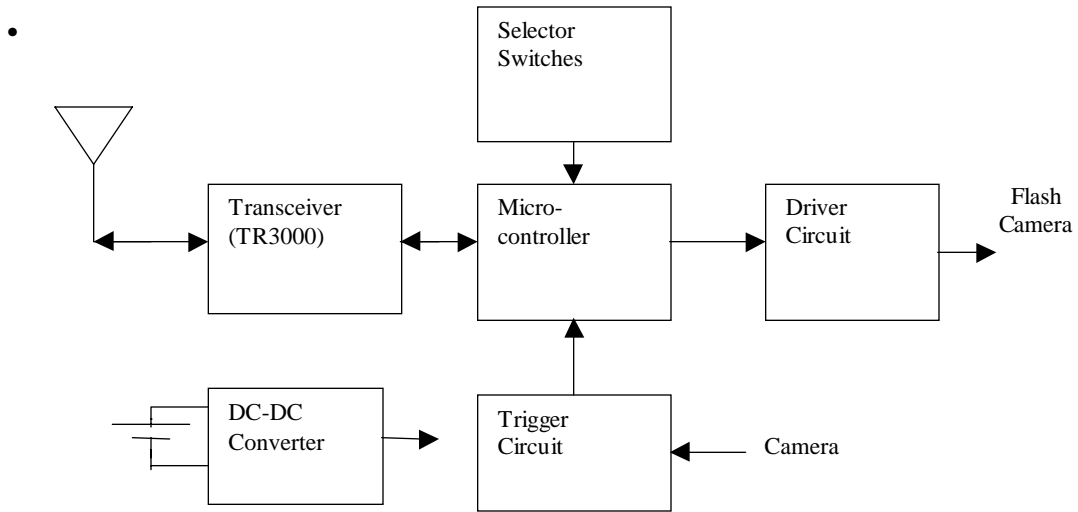 •
Selector
Switches
Transceiver
(TR3000)
Micro-
controller
Driver
Circuit
Flash
Camera
DC-DC
Converter
Trigger
Circuit
Camera